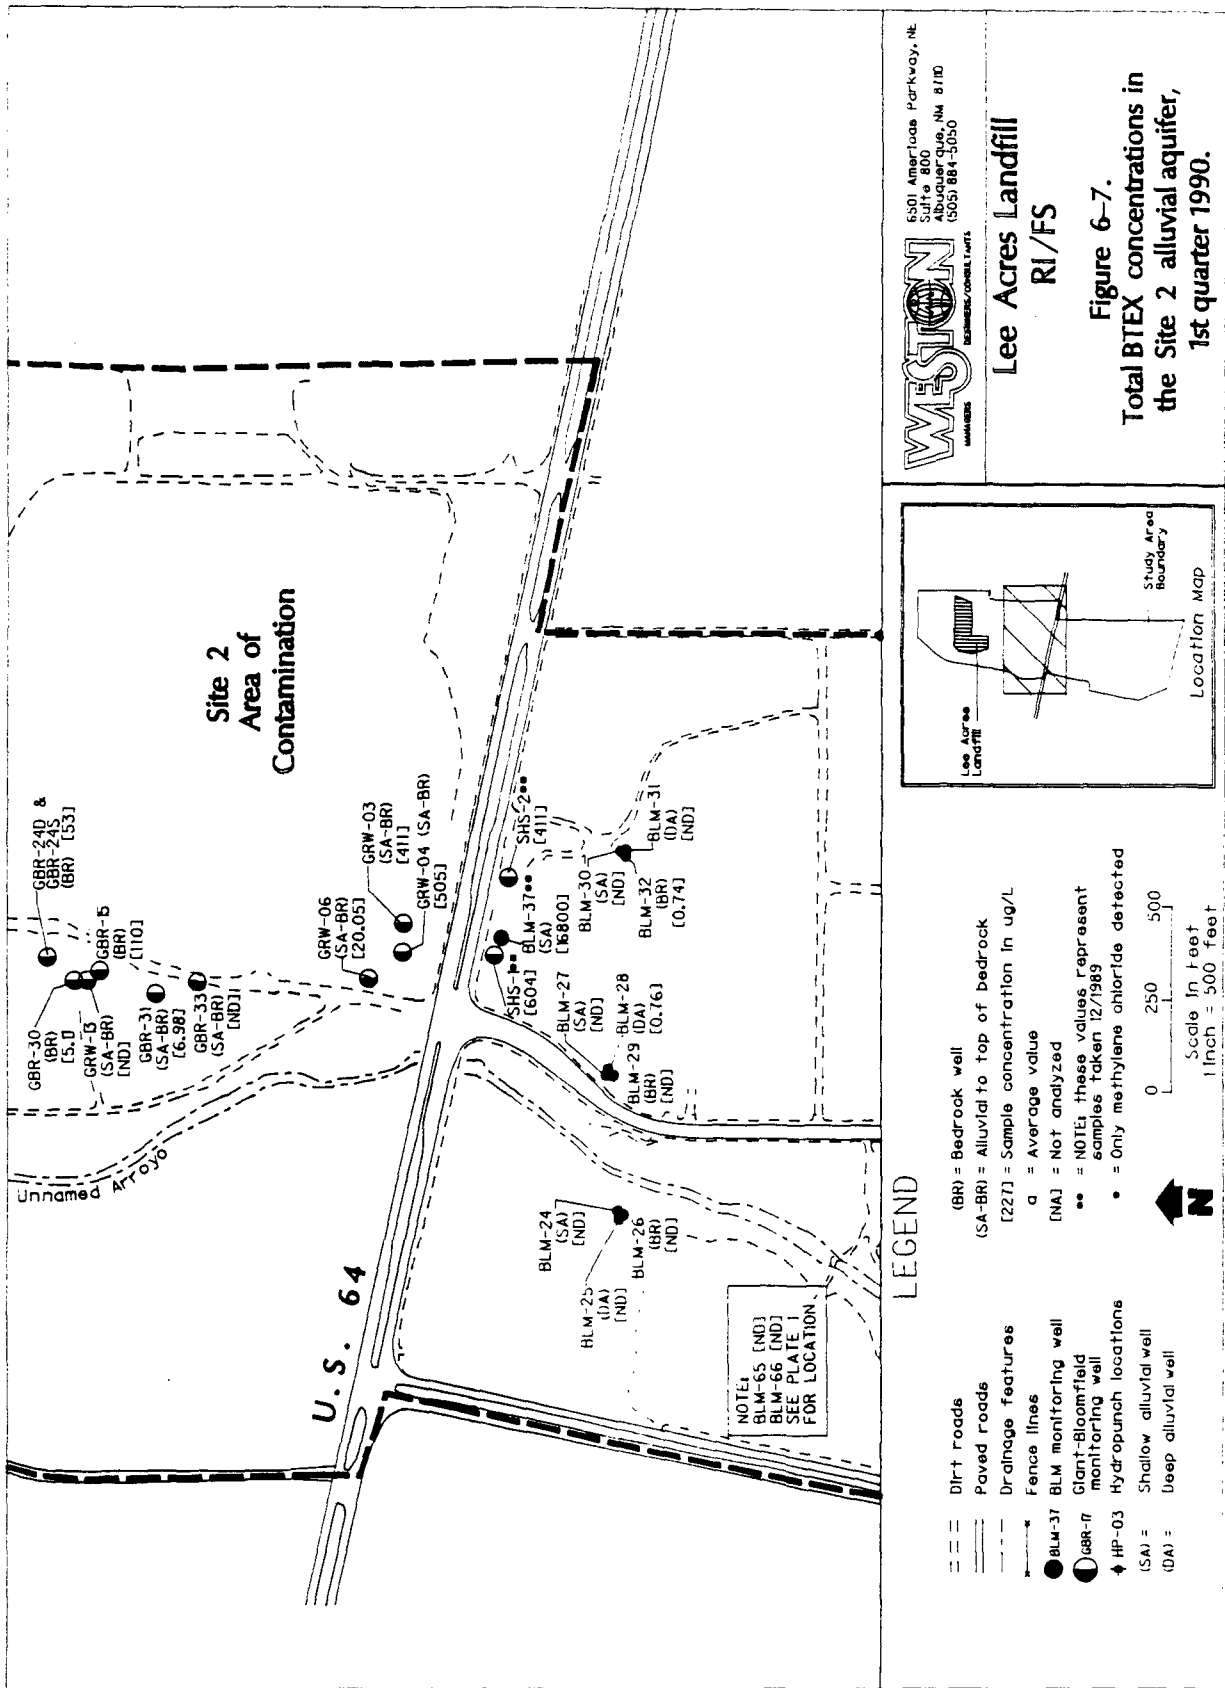 Unnamed Arroyo
U.S. 64
Site 2
Area of
Contamination
GBR-24D &
GBR-24S
(BR) [53]
GBR-30
(BR)
GRW-13
(SA-BR)
[ND]
GBR-15
(BR)
[110]
GBR-31
(SA-BR)
[6.98]
GBR-33
(SA-BR)
[ND]
GRW-06
(SA-BR)
[20.05]
GRW-03
(SA-BR)
[411]
GRW-04 (SA-BR)
[505]
SHS-1••
[604]
BLM-37••
(SA)
[16800]
SHS-2••
[411]
BLM-24
(SA)
[ND]
BLM-25
(DA)
[ND]
BLM-26
(BR)
[ND]
BLM-27
(SA)
[ND]
BLM-28
(DA)
[0.76]
BLM-29
(BR)
[ND]
BLM-30
(SA)
[ND]
BLM-31
(DA)
[ND]
BLM-32
(BR)
[0.74]
NOTE:
BLM-65 [ND]
BLM-66 [ND]
SEE PLATE 1
FOR LOCATION
LEGEND
Dirt roads
Paved roads
Drainage features
Fence lines
BLM-37 BLM monitoring well
GBR-17 Giant-Bloomfield
monitoring well
HP-03 Hydropunch locations
(SA) = Shallow alluvial well
(DA) = Deep alluvial well
(BR) = Bedrock well
(SA-BR) = Alluvial to top of bedrock
[227] = Sample concentration in ug/L
a = Average value
[NA] = Not analyzed
•• = NOTE: these values represent
samples taken 12/1989
• = Only methylene chloride detected
N
0 250 500
Scale in Feet
1 Inch = 500 feet
Lee Acres
Landfill
Study Area
Boundary
Location Map
WESTON
MANAGERS DESIGNERS/CONSULTANTS
6501 Americas Parkway, NE
Suite 800
Albuquerque, NM 87110
(505) 884-5050
Lee Acres Landfill
RI/FS
Figure 6-7.
Total BTEX concentrations in
the Site 2 alluvial aquifer,
1st quarter 1990.